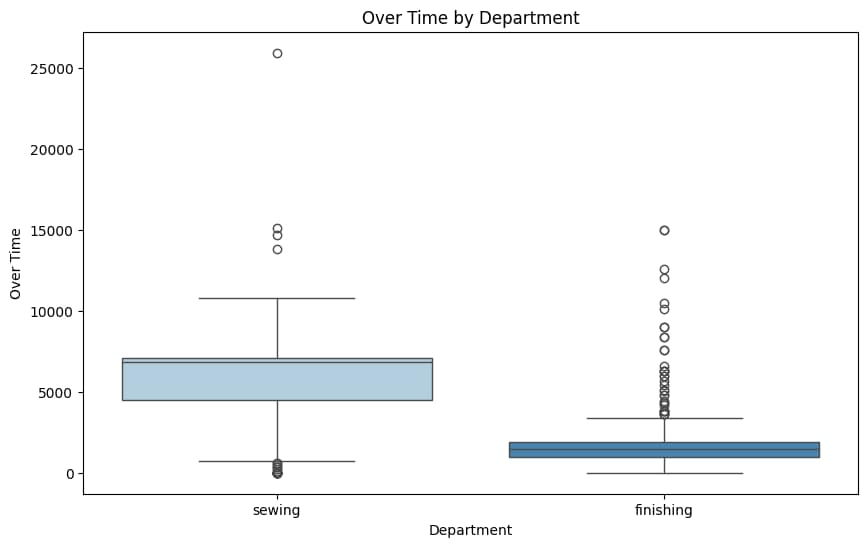 Over Time by Department
25000
20000
15000
10000
5000
0
Over Time
sewing
finishing
Department